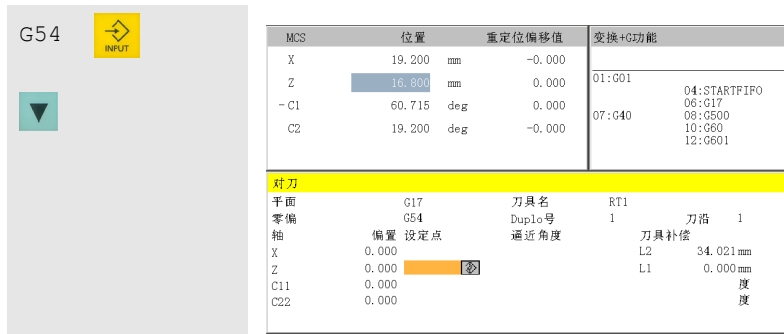 G54 INPUT
MCS 位置 重定位偏移值
X 19.200 mm -0.000
Z 16.800 mm 0.000
-C1 60.715 deg 0.000
C2 19.200 deg -0.000
变换+G功能
01:G01
04:STARTFIFO
06:G17
07:G40 08:G500
10:G60
12:G601
对刀
平面 G17 刀具名 RT1
零偏 G54 Duplo号 1 刀沿 1
轴 偏置 设定点 逼近角度 刀具补偿
X 0.000 L2 34.021 mm
Z 0.000 L1 0.000 mm
C11 0.000 度
C22 0.000 度